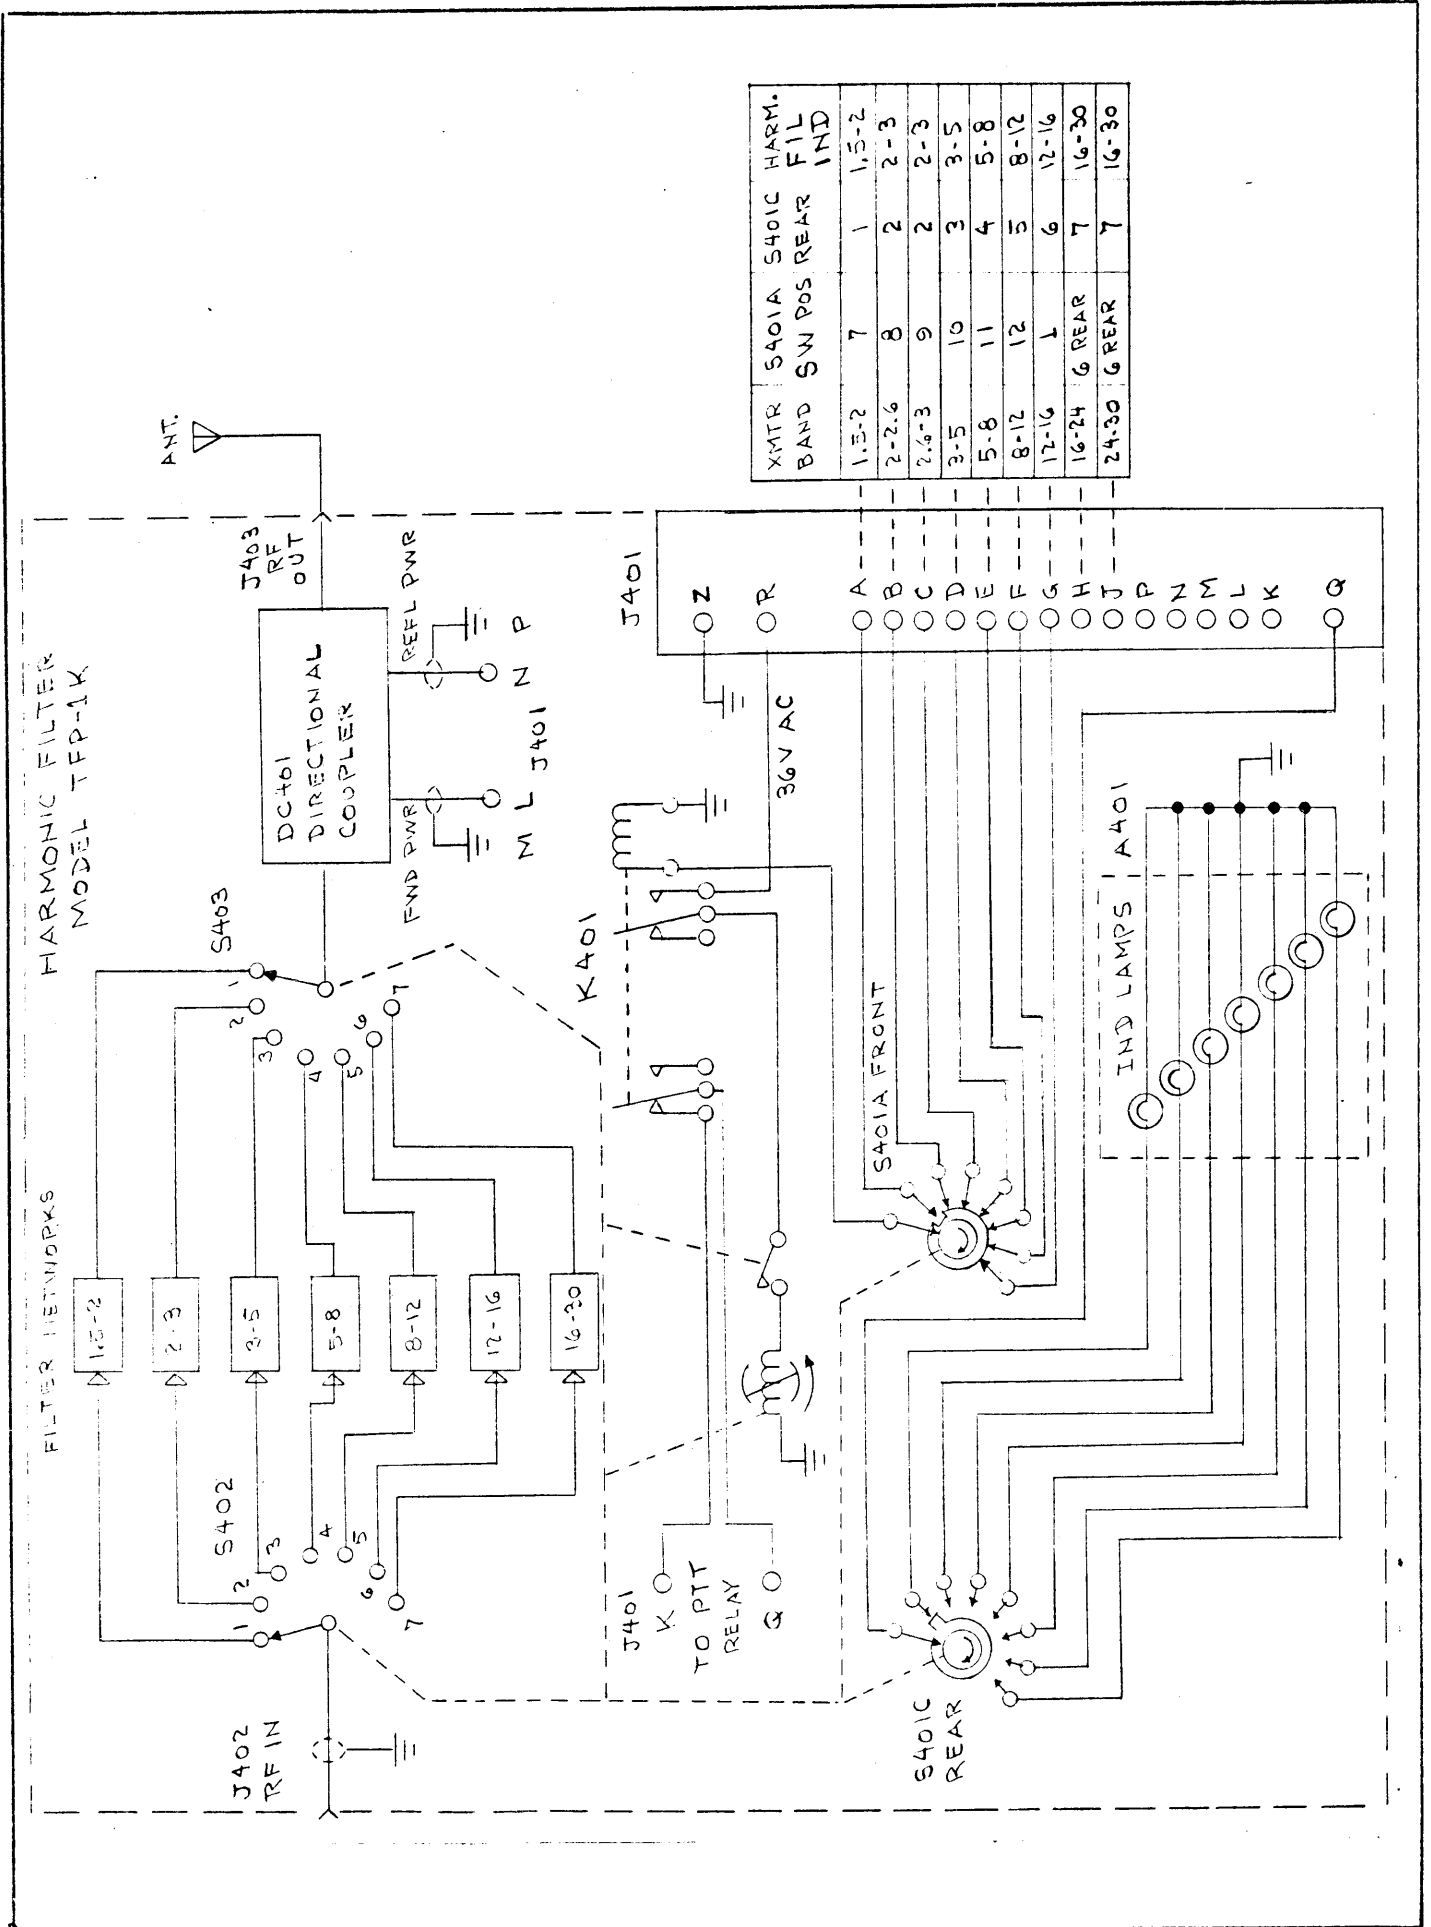 HARMONIC FILTER
MODEL TFP-1K
FILTER NETWORKS
1.5-2
2-3
3-5
5-8
8-12
12-16
16-30
J402
RF IN
S402
1
2
3
4
5
6
7
S403
1
2
3
4
5
6
7
DC401
DIRECTIONAL
COUPLER
J403
RF
OUT
ANT.
FWD PWR
REFL PWR
M L J401 N P
J401
K
TO PTT
RELAY
Q
K401
36V AC
S401A FRONT
S401C
REAR
IND LAMPS
A401
J401
Z
R
A
B
C
D
E
F
G
H
J
P
N
M
L
K
Q
XMTR S401A S401C HARM.
BAND SW POS REAR FIL
IND
1.5-2 7 1 1.5-2
2-2.6 8 2 2-3
2.6-3 9 2 2-3
3-5 10 3 3-5
5-8 11 4 5-8
8-12 12 5 8-12
12-16 1 6 12-16
16-24 6 REAR 7 16-30
24-30 6 REAR 7 16-30